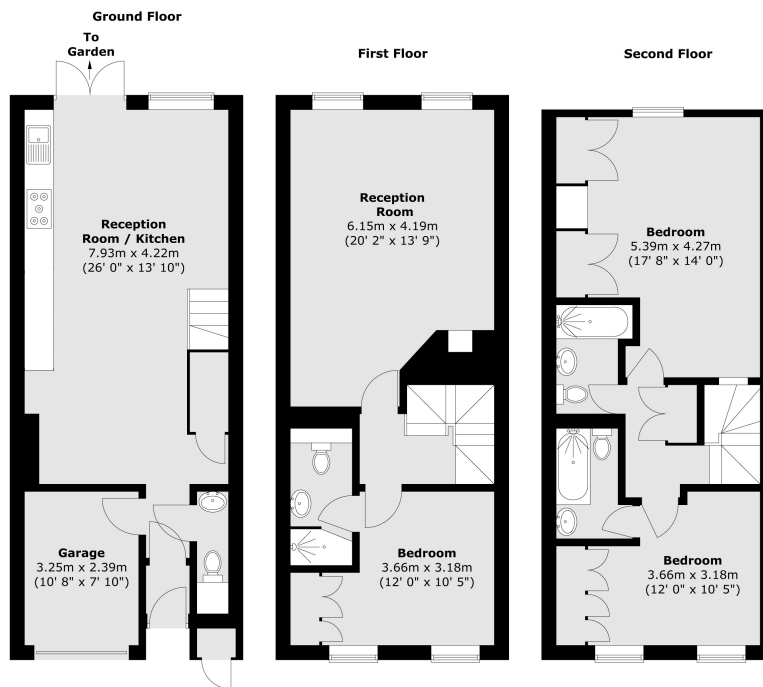 Ground Floor
To
Garden
Reception
Room / Kitchen
7.93m x 4.22m
(26' 0" x 13' 10")
Garage
3.25m x 2.39m
(10' 8" x 7' 10")
First Floor
Reception
Room
6.15m x 4.19m
(20' 2" x 13' 9")
Bedroom
3.66m x 3.18m
(12' 0" x 10' 5")
Second Floor
Bedroom
5.39m x 4.27m
(17' 8" x 14' 0")
Bedroom
3.66m x 3.18m
(12' 0" x 10' 5")